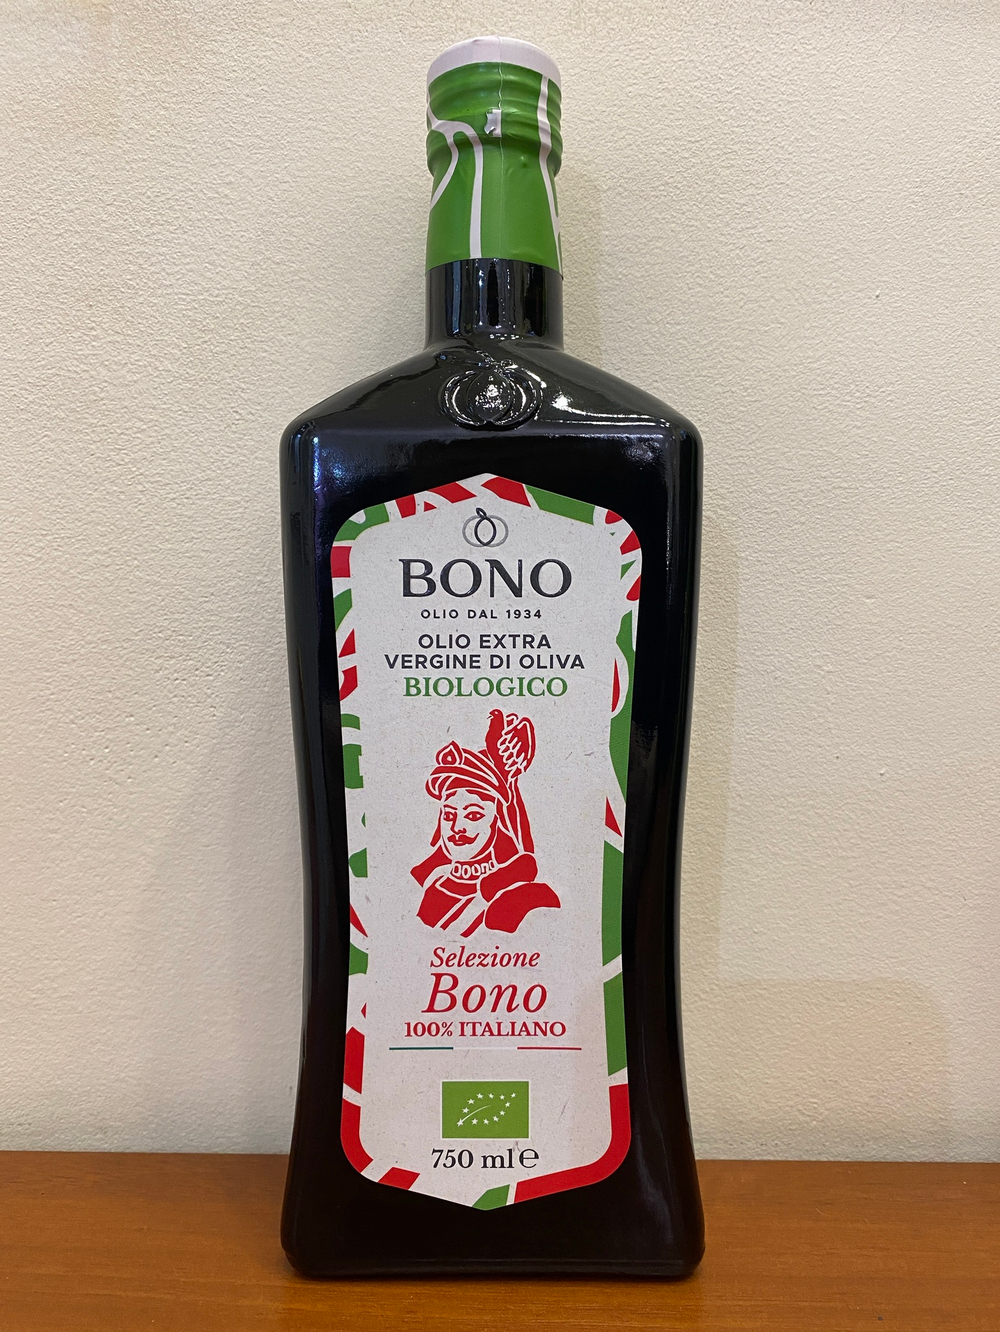 BONO
OLIO DAL 1934
OLIO EXTRA
VERGINE DI OLIVA
BIOLOGICO
Selezione
Bono
100% ITALIANO
750 ml ℮